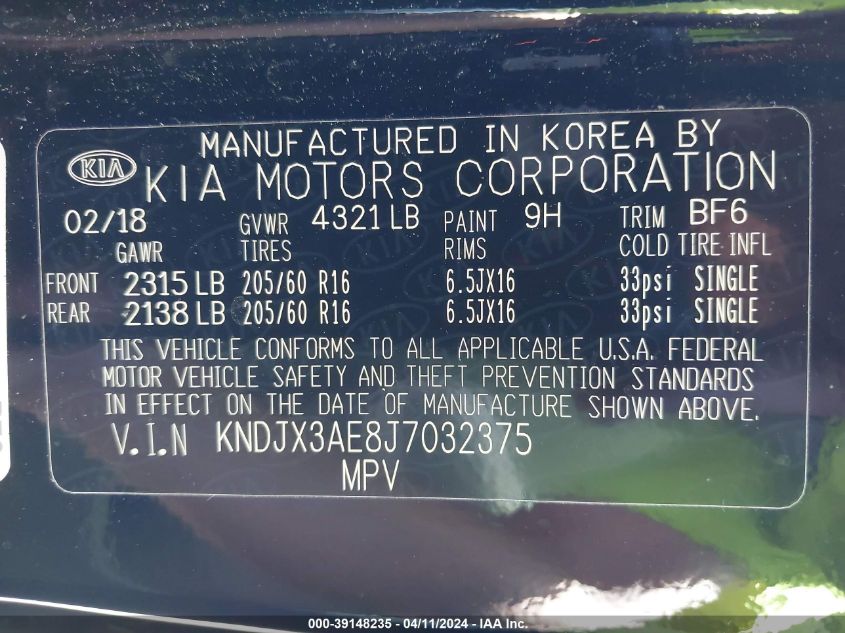 MANUFACTURED IN KOREA BY
KIA
KIA MOTORS CORPORATION
02/18 GVWR 4321 LB PAINT 9H TRIM BF6
GAWR TIRES RIMS COLD TIRE INFL
FRONT 2315 LB 205/60 R16 6.5JX16 33psi SINGLE
REAR 2138 LB 205/60 R16 6.5JX16 33psi SINGLE
THIS VEHICLE CONFORMS TO ALL APPLICABLE U.S.A. FEDERAL
MOTOR VEHICLE SAFETY AND THEFT PREVENTION STANDARDS
IN EFFECT ON THE DATE OF MANUFACTURE SHOWN ABOVE.
V.I.N KNDJX3AE8J7032375
MPV
000-39148235 - 04/11/2024 - IAA Inc.